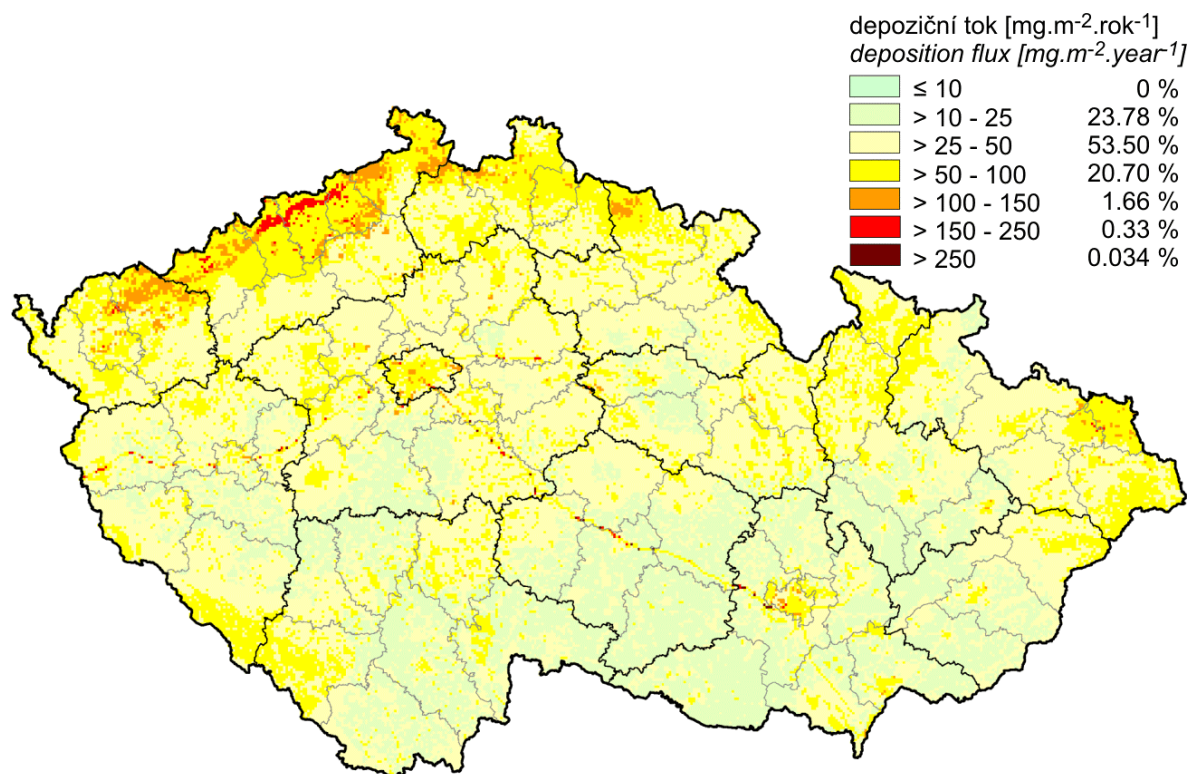 depoziční tok [mg.m-2.rok-1]
deposition flux [mg.m-2.year-1]
≤ 10 0 %
> 10 - 25 23.78 %
> 25 - 50 53.50 %
> 50 - 100 20.70 %
> 100 - 150 1.66 %
> 150 - 250 0.33 %
> 250 0.034 %